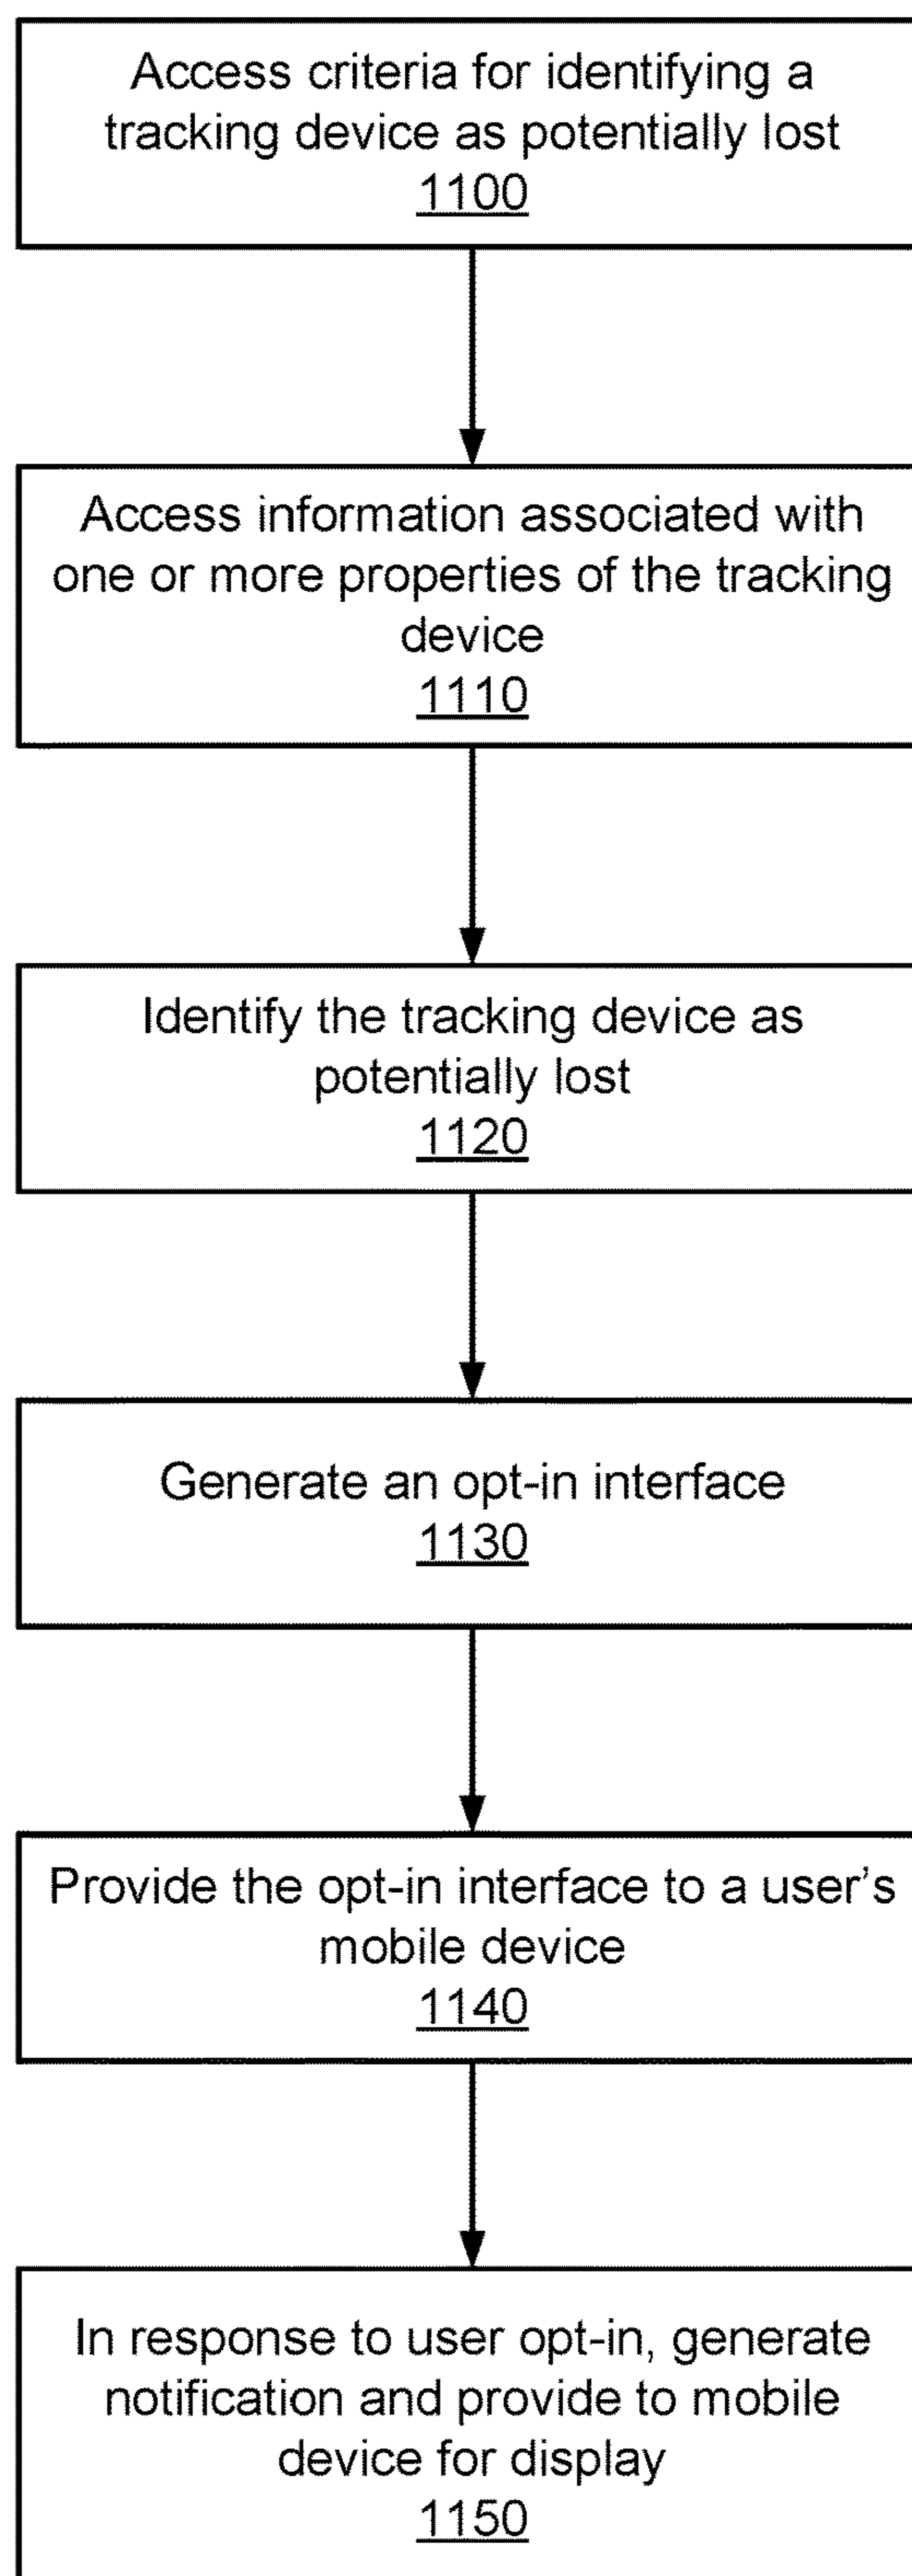 Access criteria for identifying a
tracking device as potentially lost
1100
Access information associated with
one or more properties of the tracking
device
1110
Identify the tracking device as
potentially lost
1120
Generate an opt-in interface
1130
Provide the opt-in interface to a user's
mobile device
1140
In response to user opt-in, generate
notification and provide to mobile
device for display
1150